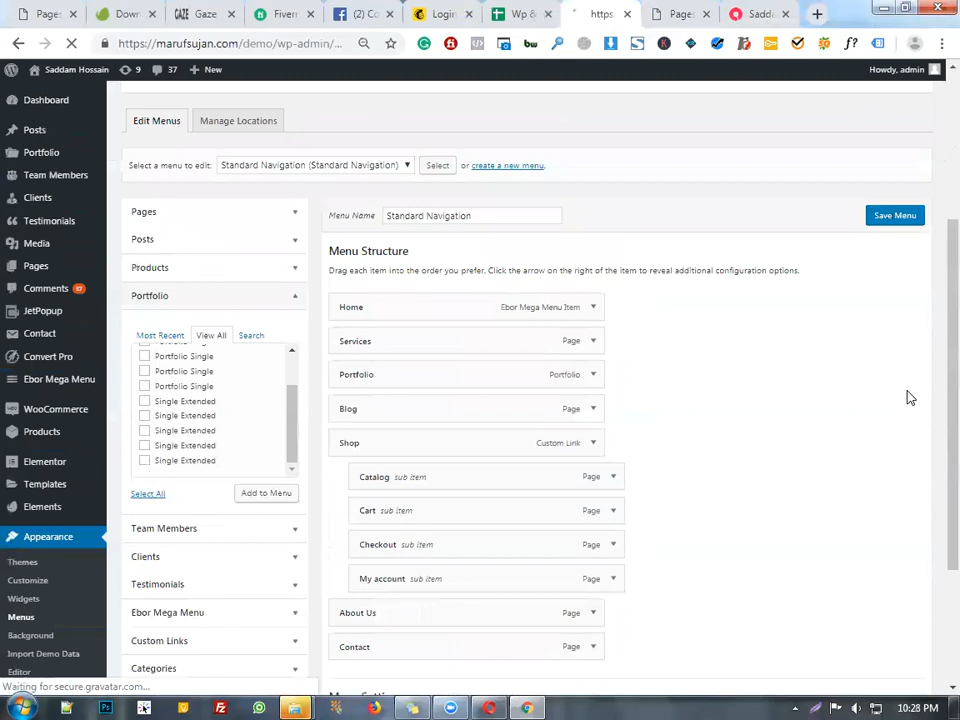 Pages
Down
GAZE Gaze
Fiverr
(2) Co
Login
Wp &
https
Pages
Sadda
https://marufsujan.com/demo/wp-admin/...
Saddam Hossain
9
37
New
Howdy, admin
Dashboard
Posts
Portfolio
Team Members
Clients
Testimonials
Media
Pages
Comments 37
JetPopup
Contact
Convert Pro
Ebor Mega Menu
WooCommerce
Products
Elementor
Templates
Elements
Appearance
Themes
Customize
Widgets
Menus
Background
Import Demo Data
Editor
Edit Menus
Manage Locations
Select a menu to edit: Standard Navigation (Standard Navigation) Select or create a new menu.
Pages
Posts
Products
Portfolio
Most Recent View All Search
Portfolio Single
Portfolio Single
Portfolio Single
Single Extended
Single Extended
Single Extended
Single Extended
Single Extended
Select All
Add to Menu
Team Members
Clients
Testimonials
Ebor Mega Menu
Custom Links
Categories
Menu Name Standard Navigation
Save Menu
Menu Structure
Drag each item into the order you prefer. Click the arrow on the right of the item to reveal additional configuration options.
Home Ebor Mega Menu Item
Services Page
Portfolio Portfolio
Blog Page
Shop Custom Link
Catalog sub item Page
Cart sub item Page
Checkout sub item Page
My account sub item Page
About Us Page
Contact Page
Waiting for secure.gravatar.com...
10:28 PM